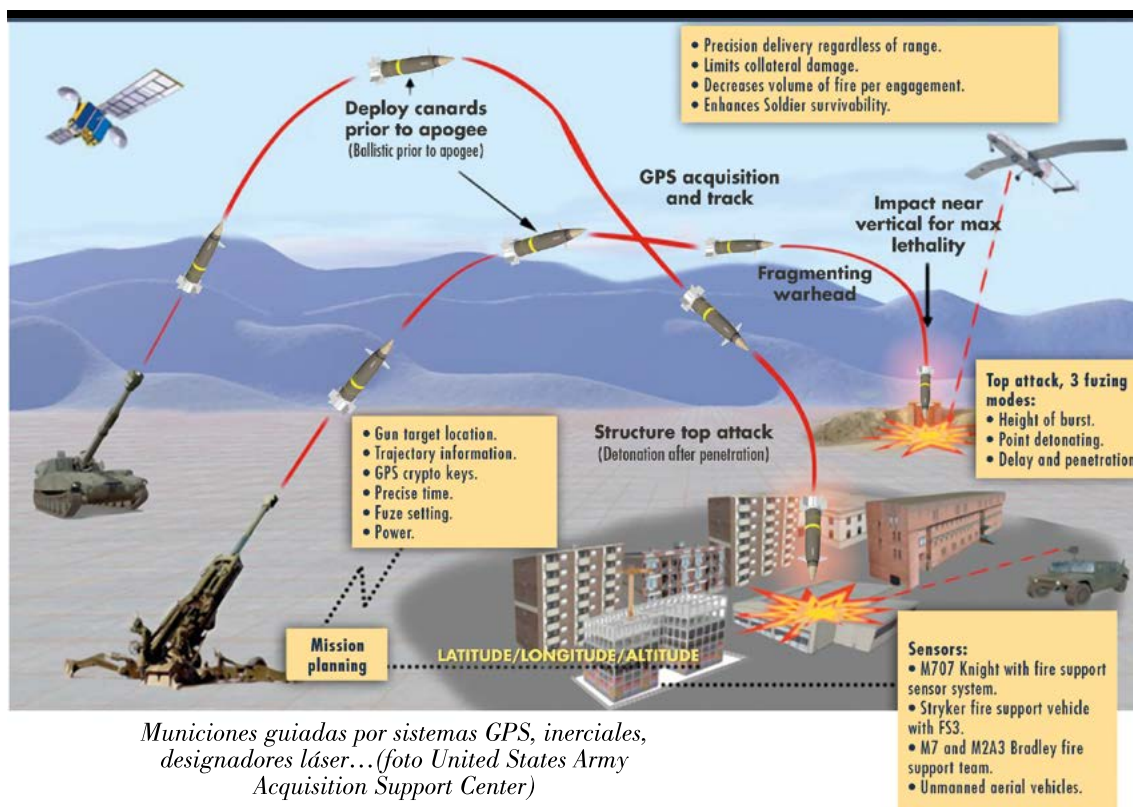 • Precision delivery regardless of range.
• Limits collateral damage.
• Decreases volume of fire per engagement.
• Enhances Soldier survivability.
Deploy canards
prior to apogee
(Ballistic prior to apogee)
GPS acquisition
and track
Impact near
vertical for max
lethality
Fragmenting
warhead
Top attack, 3 fuzing
modes:
• Height of burst.
• Point detonating.
• Delay and penetration
Structure top attack
(Detonation after penetration)
• Gun target location.
• Trajectory information.
• GPS crypto keys.
• Precise time.
• Fuze setting.
• Power.
Mission
planning
LATITUDE/LONGITUDE/ALTITUDE
Sensors:
• M707 Knight with fire support
sensor system.
• Stryker fire support vehicle
with FS3.
• M7 and M2A3 Bradley fire
support team.
• Unmanned aerial vehicles.
Municiones guiadas por sistemas GPS, inerciales,
designadores láser…(foto United States Army
Acquisition Support Center)